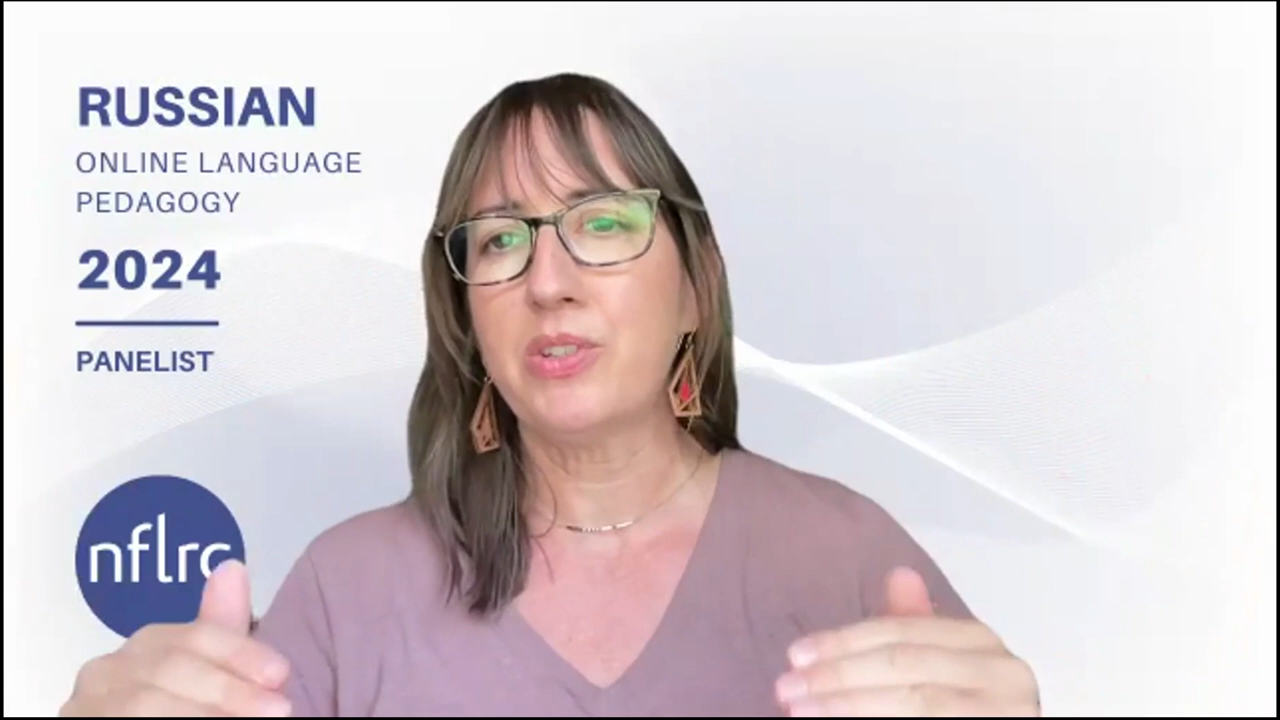 RUSSIAN
ONLINE LANGUAGE
PEDAGOGY
2024
PANELIST
nflrc